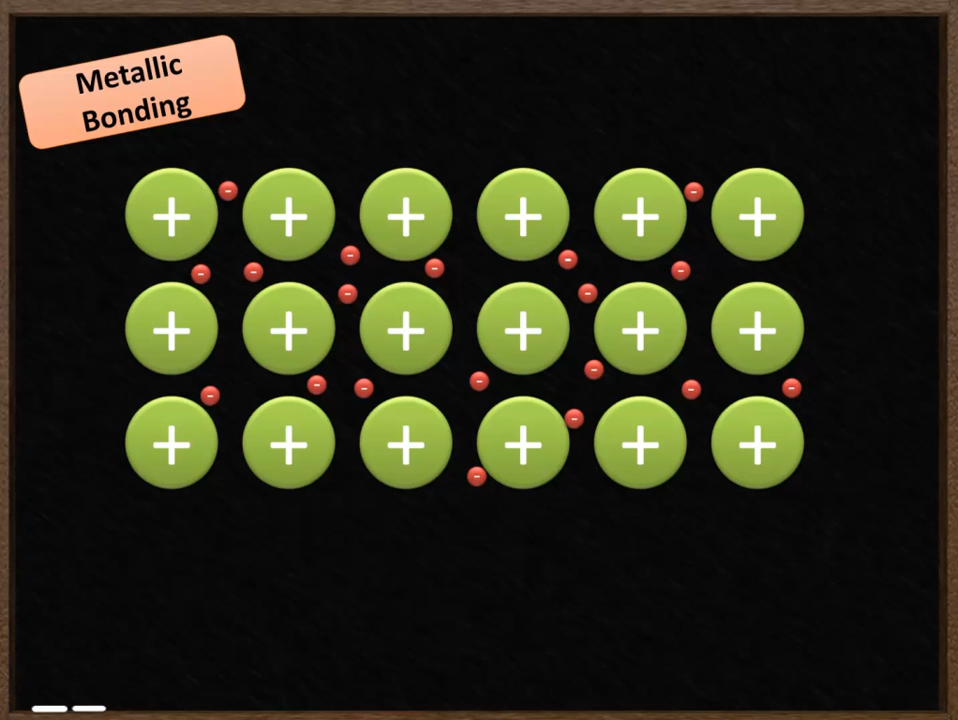 Metallic
Bonding
+ + + + + +
+ + + + + +
+ + + + + +